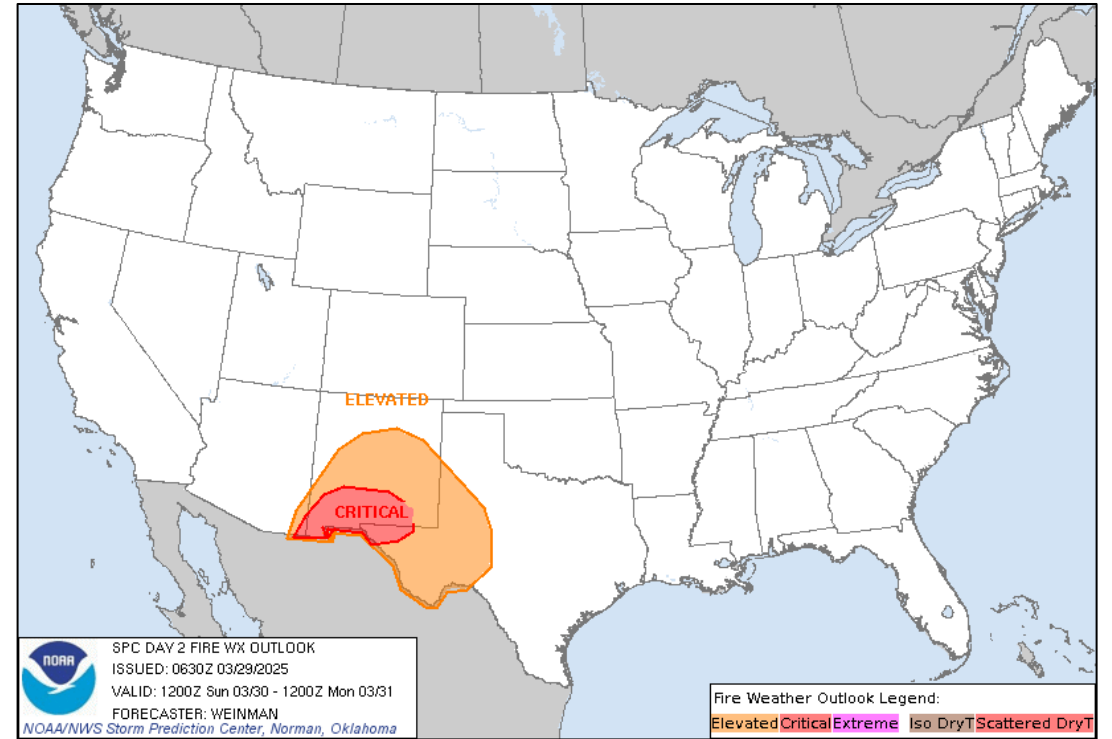 ELEVATED
CRITICAL
NOAA
SPC DAY 2 FIRE WX OUTLOOK
ISSUED: 0630Z 03/29/2025
VALID: 1200Z Sun 03/30 - 1200Z Mon 03/31
FORECASTER: WEINMAN
NOAA/NWS Storm Prediction Center, Norman, Oklahoma
Fire Weather Outlook Legend:
Elevated Critical Extreme Iso DryT Scattered DryT